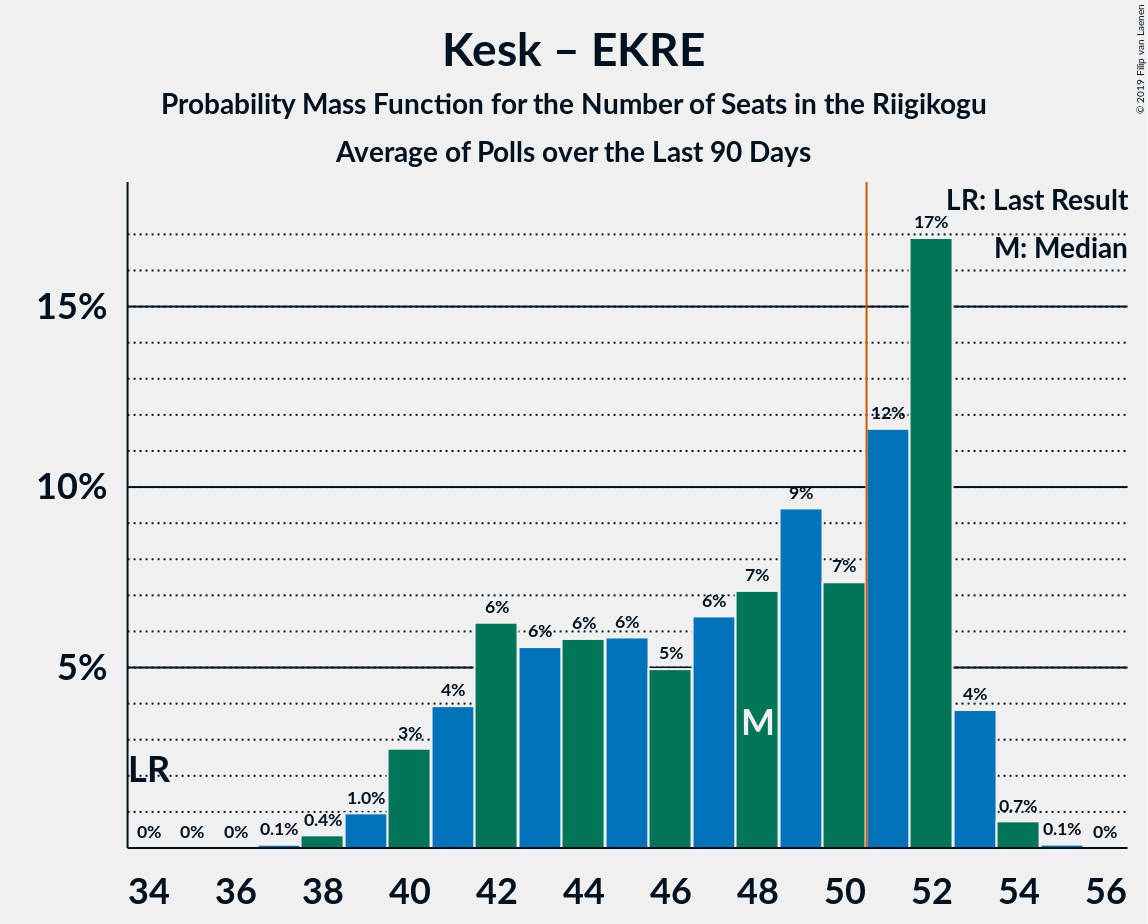 Kesk – EKRE
Probability Mass Function for the Number of Seats in the Riigikogu
Average of Polls over the Last 90 Days
© 2019 Filip van Laenen
LR: Last Result
M: Median
17%
15%
12%
10%
9%
7%
7%
6%
6%
6%
6%
6%
5%
5%
4%
4%
3%
M
LR
1.0%
0.7%
0.4%
0.1%
0.1%
0%
0%
0%
0%
34 36 38 40 42 44 46 48 50 52 54 56